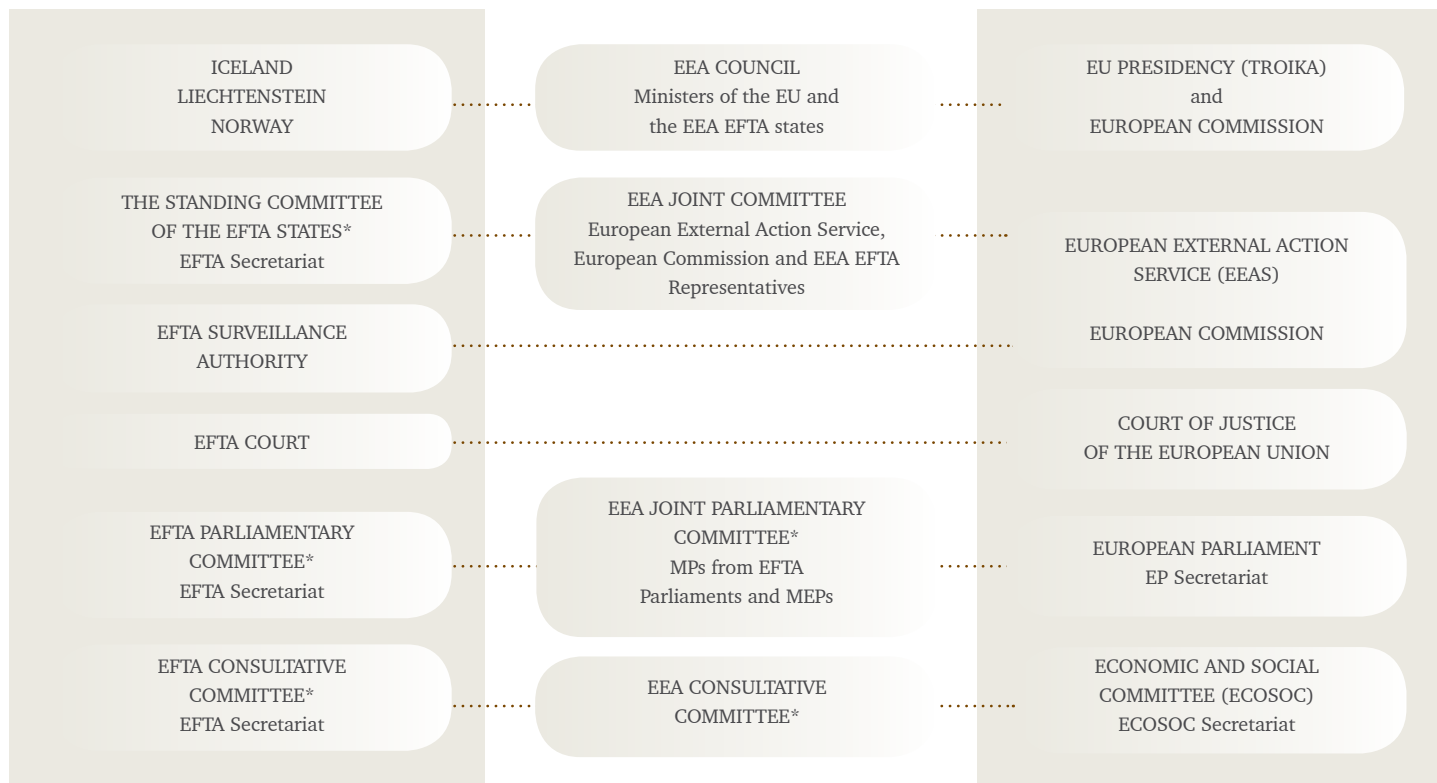 ICELAND
LIECHTENSTEIN
NORWAY
EEA COUNCIL
Ministers of the EU and
the EEA EFTA states
EU PRESIDENCY (TROIKA)
and
EUROPEAN COMMISSION
THE STANDING COMMITTEE
OF THE EFTA STATES*
EFTA Secretariat
EEA JOINT COMMITTEE
European External Action Service,
European Commission and EEA EFTA
Representatives
EUROPEAN EXTERNAL ACTION
SERVICE (EEAS)
EUROPEAN COMMISSION
EFTA SURVEILLANCE
AUTHORITY
EFTA COURT
COURT OF JUSTICE
OF THE EUROPEAN UNION
EFTA PARLIAMENTARY
COMMITTEE*
EFTA Secretariat
EEA JOINT PARLIAMENTARY
COMMITTEE*
MPs from EFTA
Parliaments and MEPs
EUROPEAN PARLIAMENT
EP Secretariat
EFTA CONSULTATIVE
COMMITTEE*
EFTA Secretariat
EEA CONSULTATIVE
COMMITTEE*
ECONOMIC AND SOCIAL
COMMITTEE (ECOSOC)
ECOSOC Secretariat